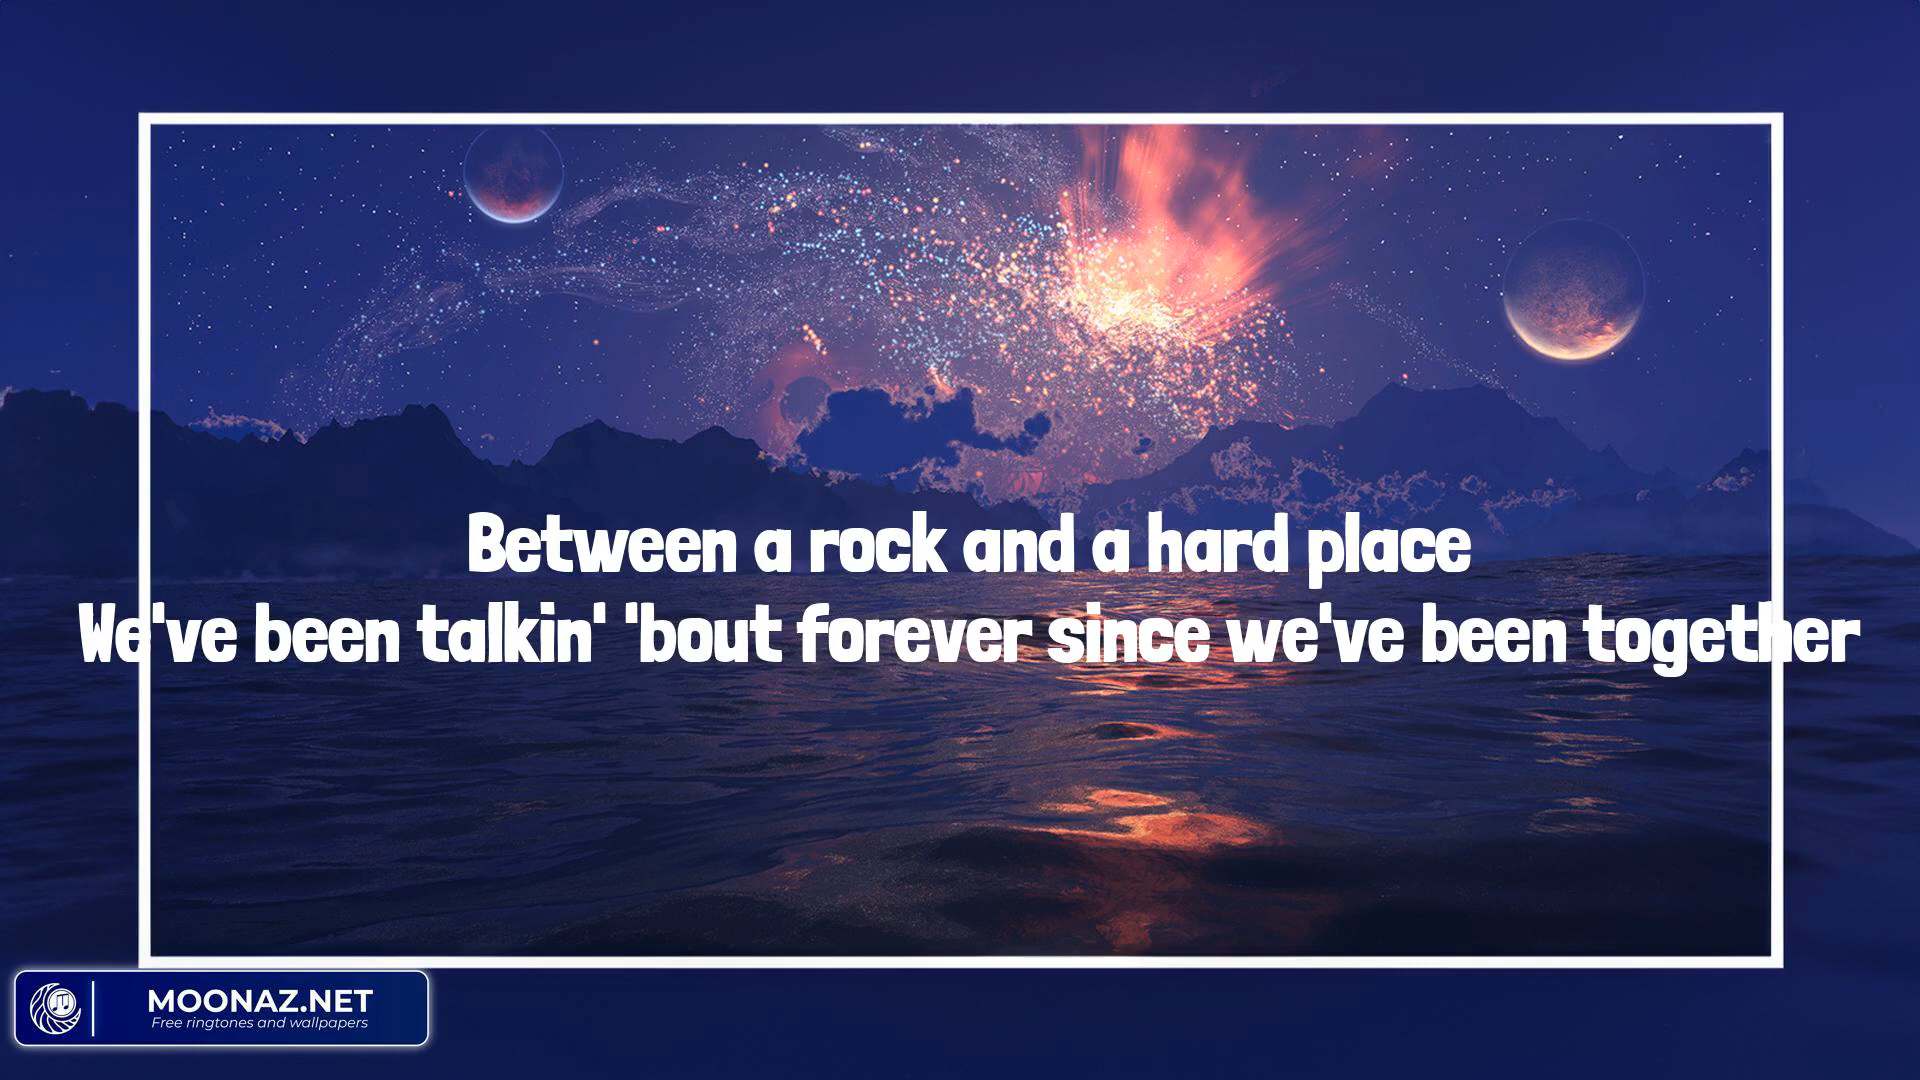 Between a rock and a hard place
We've been talkin' 'bout forever since we've been together
MOONAZ.NET
Free ringtones and wallpapers